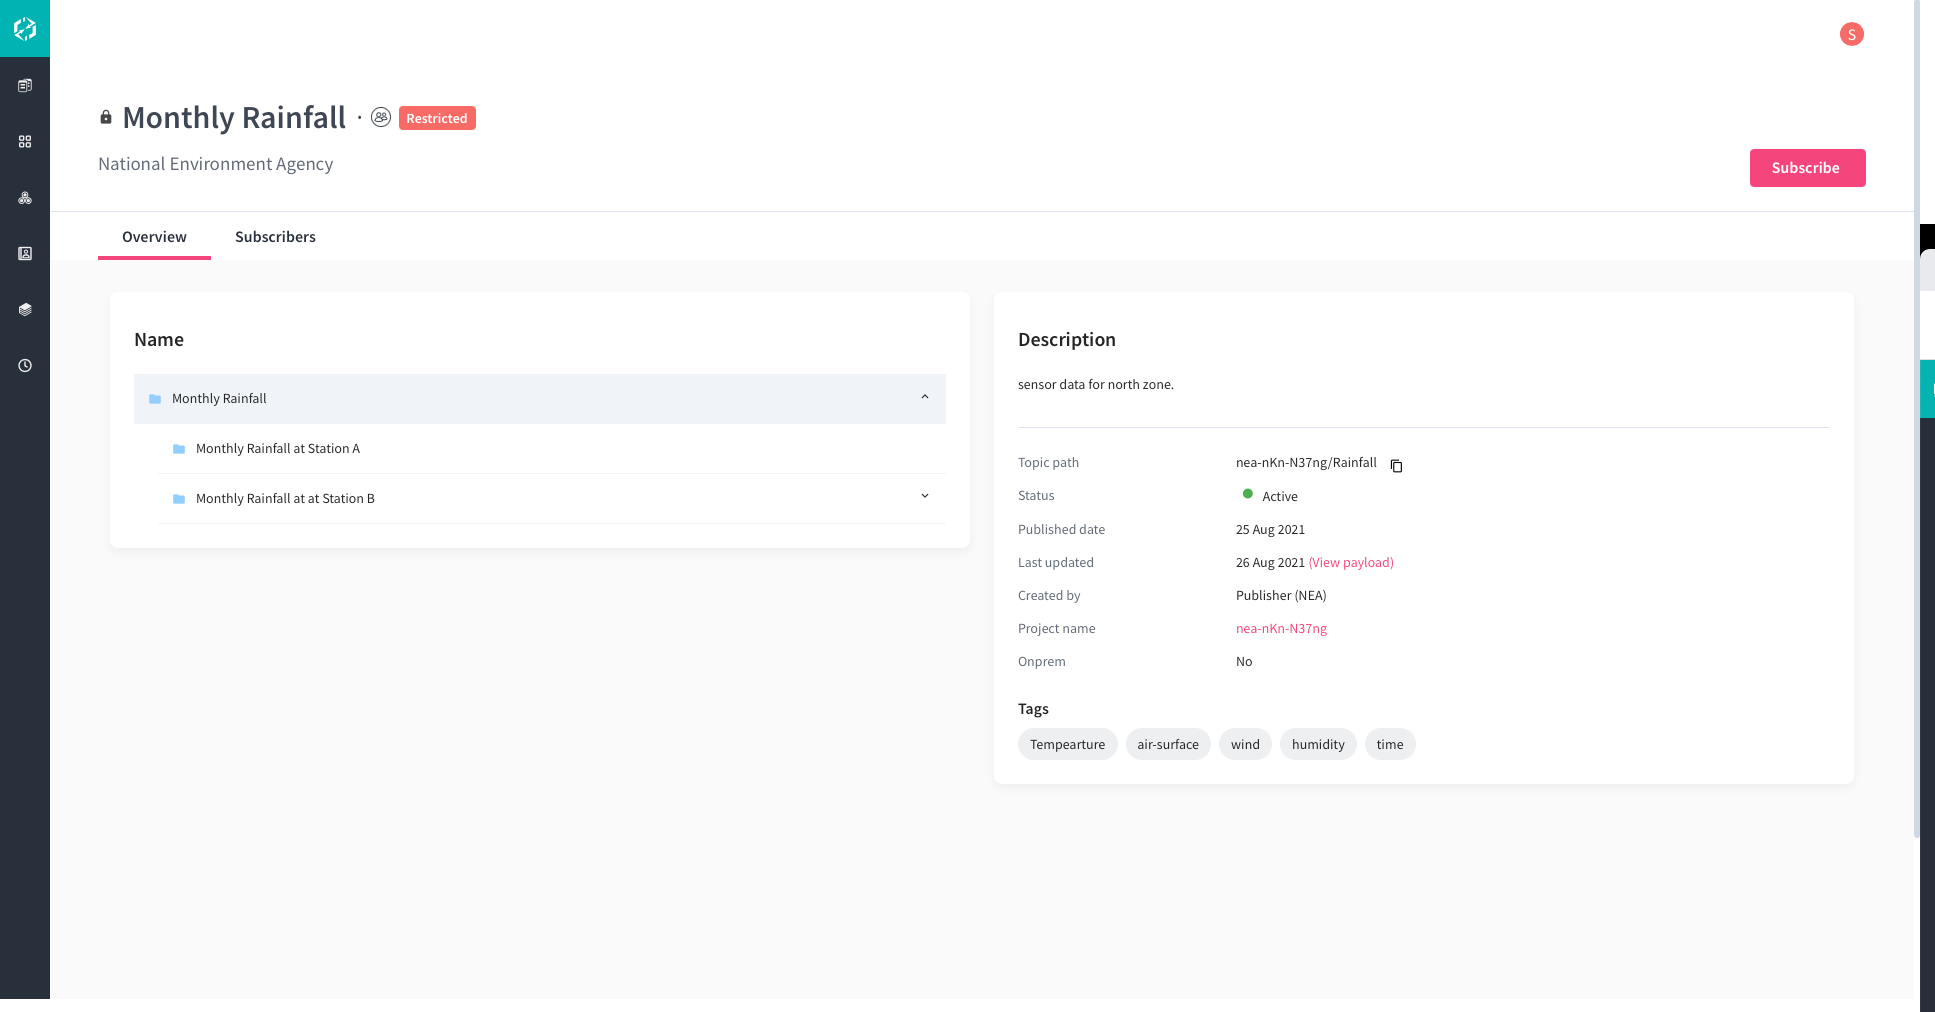 S
Monthly Rainfall · Restricted
National Environment Agency
Subscribe
Overview Subscribers
Name
Monthly Rainfall
Monthly Rainfall at Station A
Monthly Rainfall at at Station B
Description
sensor data for north zone.
Topic path nea-nKn-N37ng/Rainfall
Status Active
Published date 25 Aug 2021
Last updated 26 Aug 2021 (View payload)
Created by Publisher (NEA)
Project name nea-nKn-N37ng
Onprem No
Tags
Tempearture air-surface wind humidity time